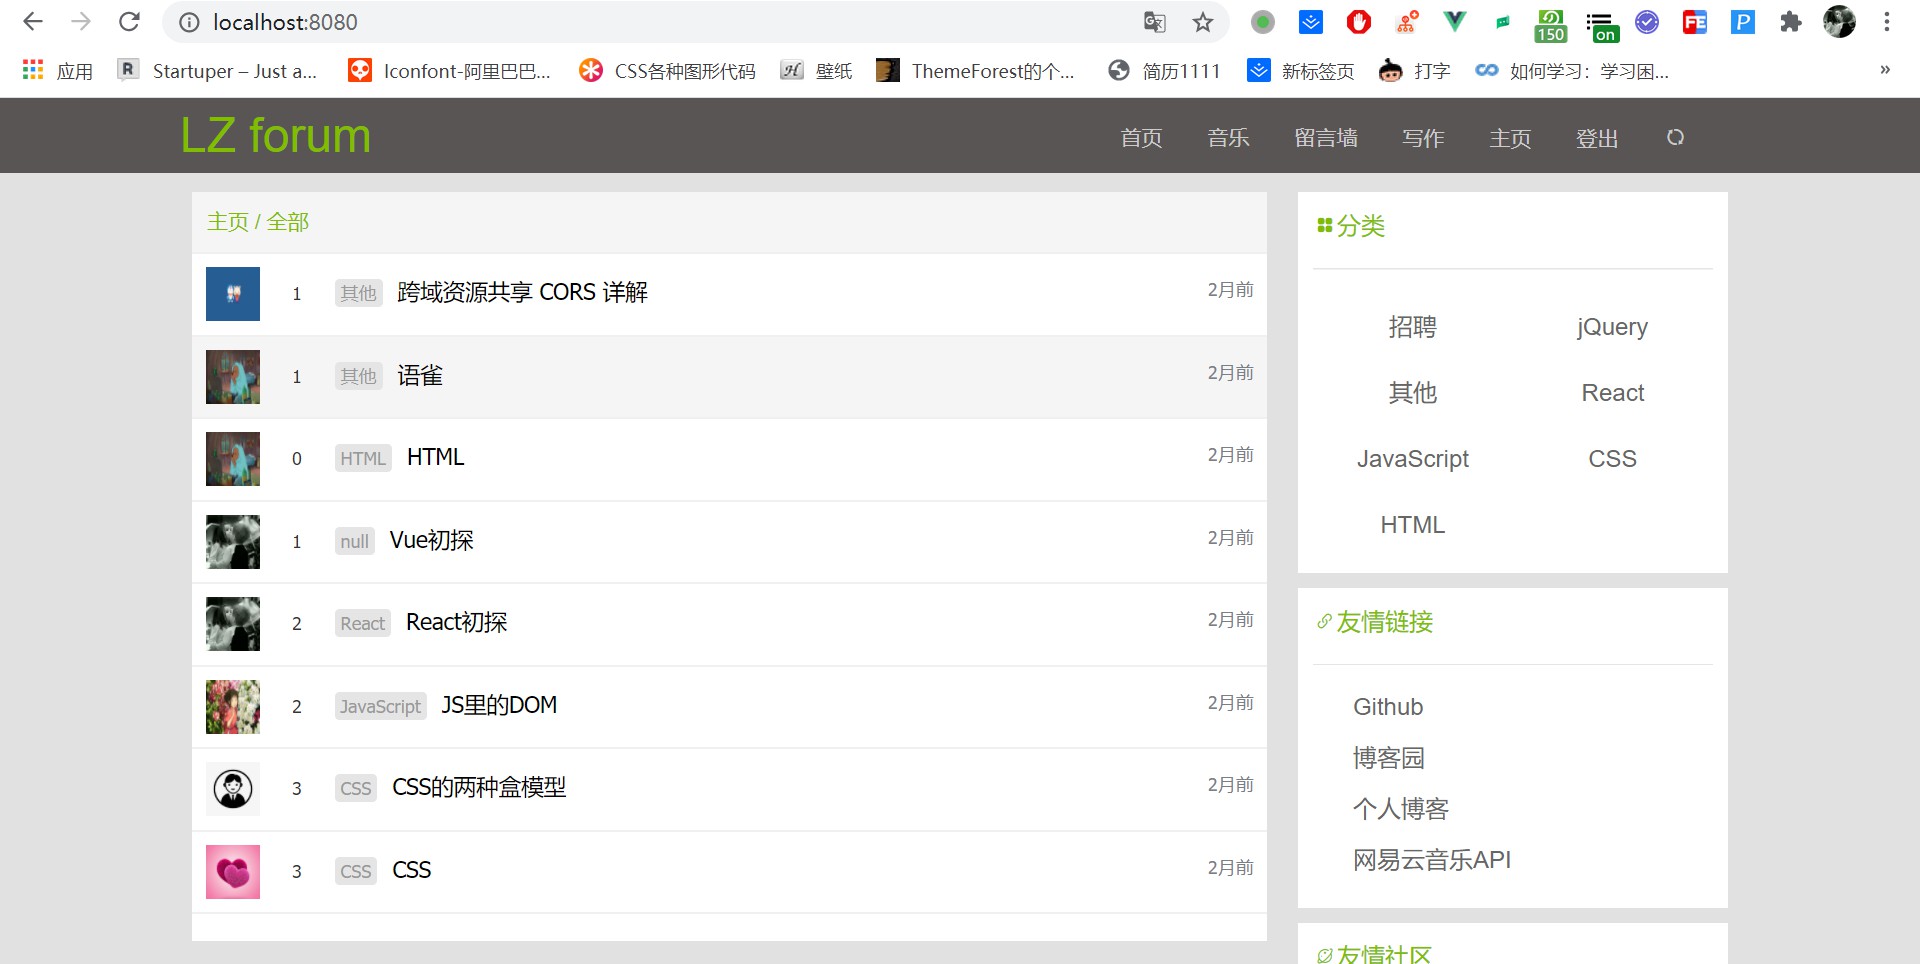 localhost:8080
150
on
FE
P
应用
R
Startuper – Just a...
Iconfont-阿里巴巴...
CSS各种图形代码
H
壁纸
ThemeForest的个...
简历1111
新标签页
打字
如何学习：学习困...
»
LZ forum
首页
音乐
留言墙
写作
主页
登出
主页 / 全部
1 其他 跨域资源共享 CORS 详解 2月前
1 其他 语雀 2月前
0 HTML HTML 2月前
1 null Vue初探 2月前
2 React React初探 2月前
2 JavaScript JS里的DOM 2月前
3 CSS CSS的两种盒模型 2月前
3 CSS CSS 2月前
分类
招聘 jQuery
其他 React
JavaScript CSS
HTML
友情链接
Github
博客园
个人博客
网易云音乐API
友情社区